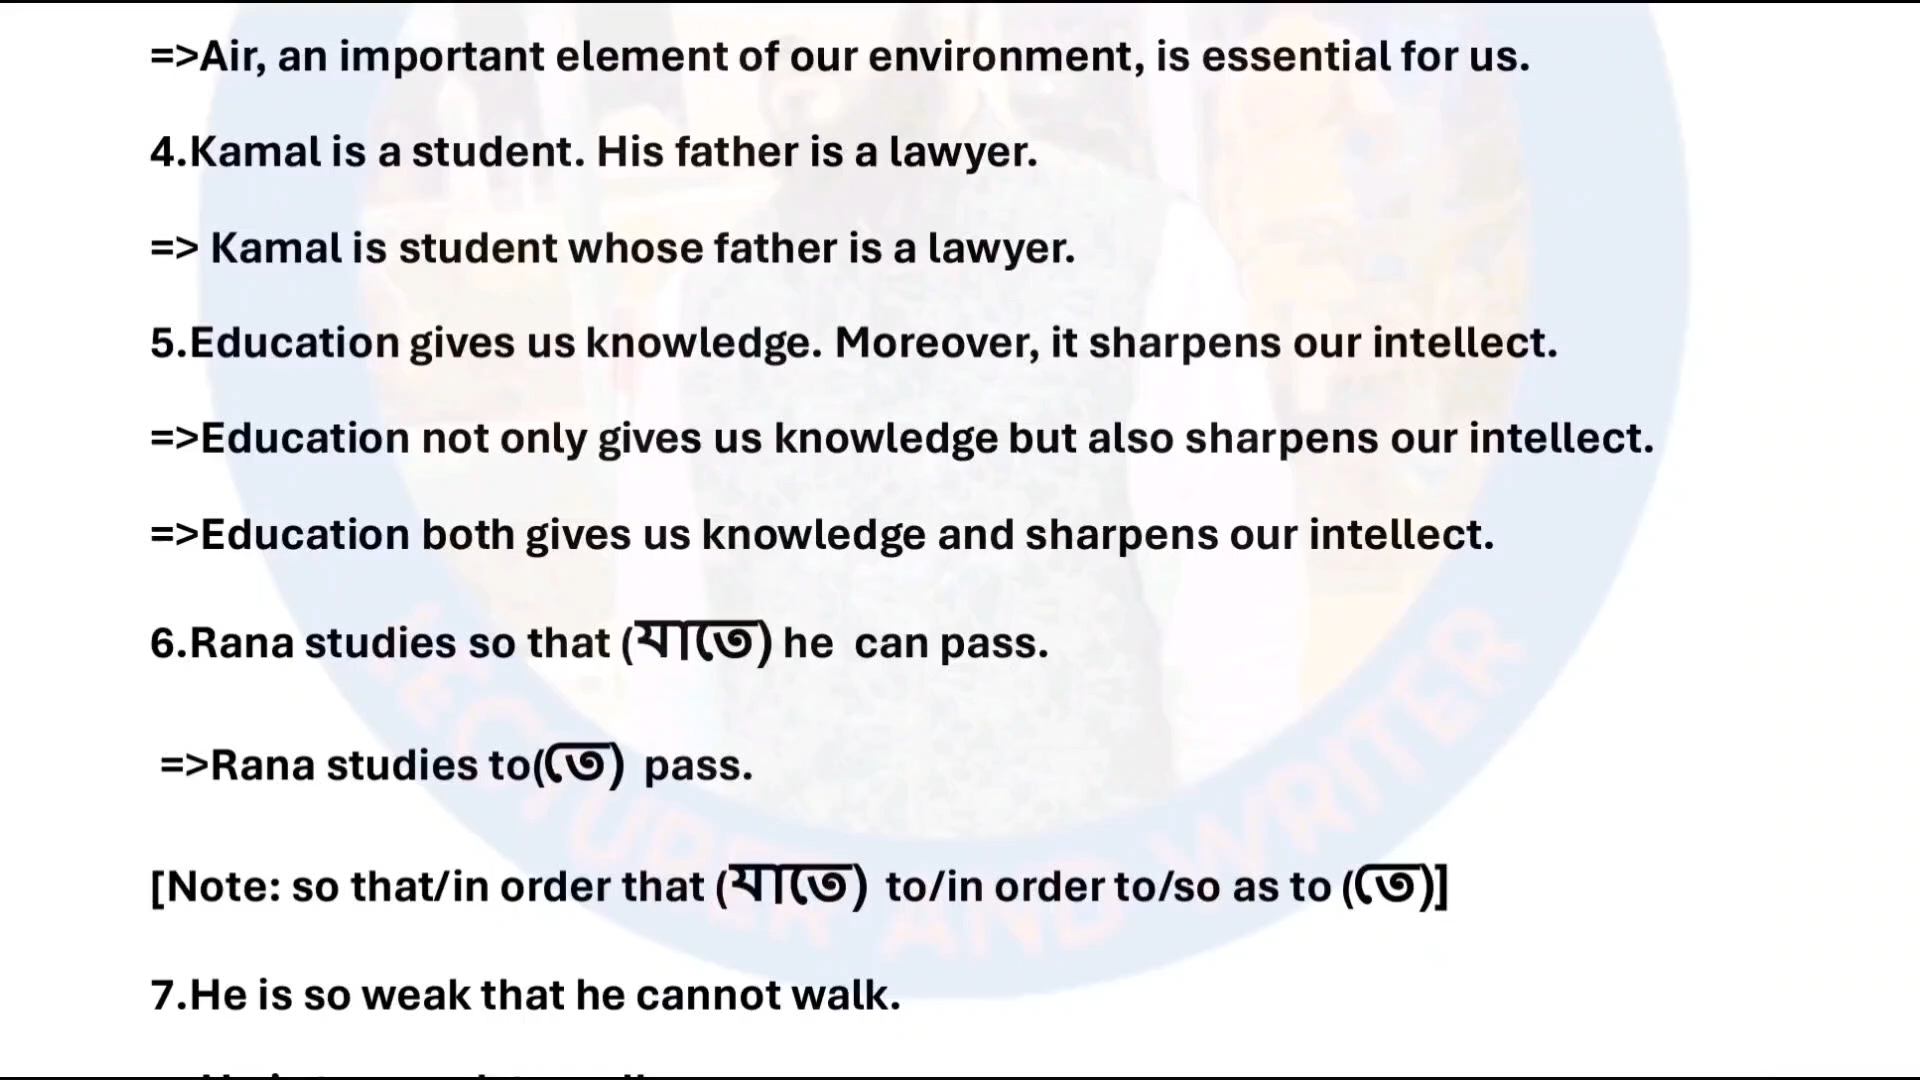 =>Air, an important element of our environment, is essential for us.
4.Kamal is a student. His father is a lawyer.
=> Kamal is student whose father is a lawyer.
5.Education gives us knowledge. Moreover, it sharpens our intellect.
=>Education not only gives us knowledge but also sharpens our intellect.
=>Education both gives us knowledge and sharpens our intellect.
6.Rana studies so that (যাতে) he can pass.
=>Rana studies to(তে) pass.
[Note: so that/in order that (যাতে) to/in order to/so as to (তে)]
7.He is so weak that he cannot walk.
LECTURER AND WRITER